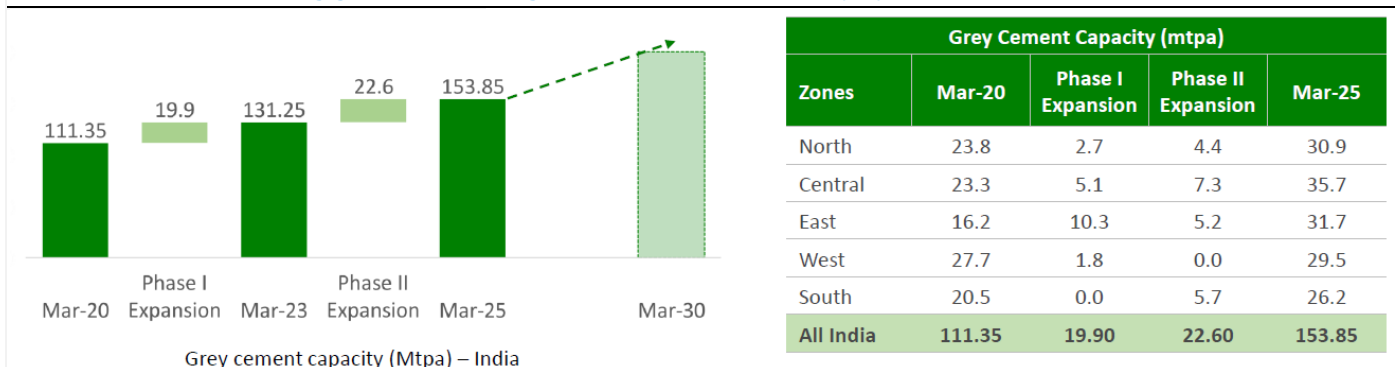 111.35
19.9
131.25
22.6
153.85
Phase I
Expansion
Phase II
Expansion
Mar-20
Mar-23
Mar-25
Mar-30
Grey cement capacity (Mtpa) – India
Grey Cement Capacity (mtpa)
Zones Mar-20 Phase I Expansion Phase II Expansion Mar-25
North 23.8 2.7 4.4 30.9
Central 23.3 5.1 7.3 35.7
East 16.2 10.3 5.2 31.7
West 27.7 1.8 0.0 29.5
South 20.5 0.0 5.7 26.2
All India 111.35 19.90 22.60 153.85